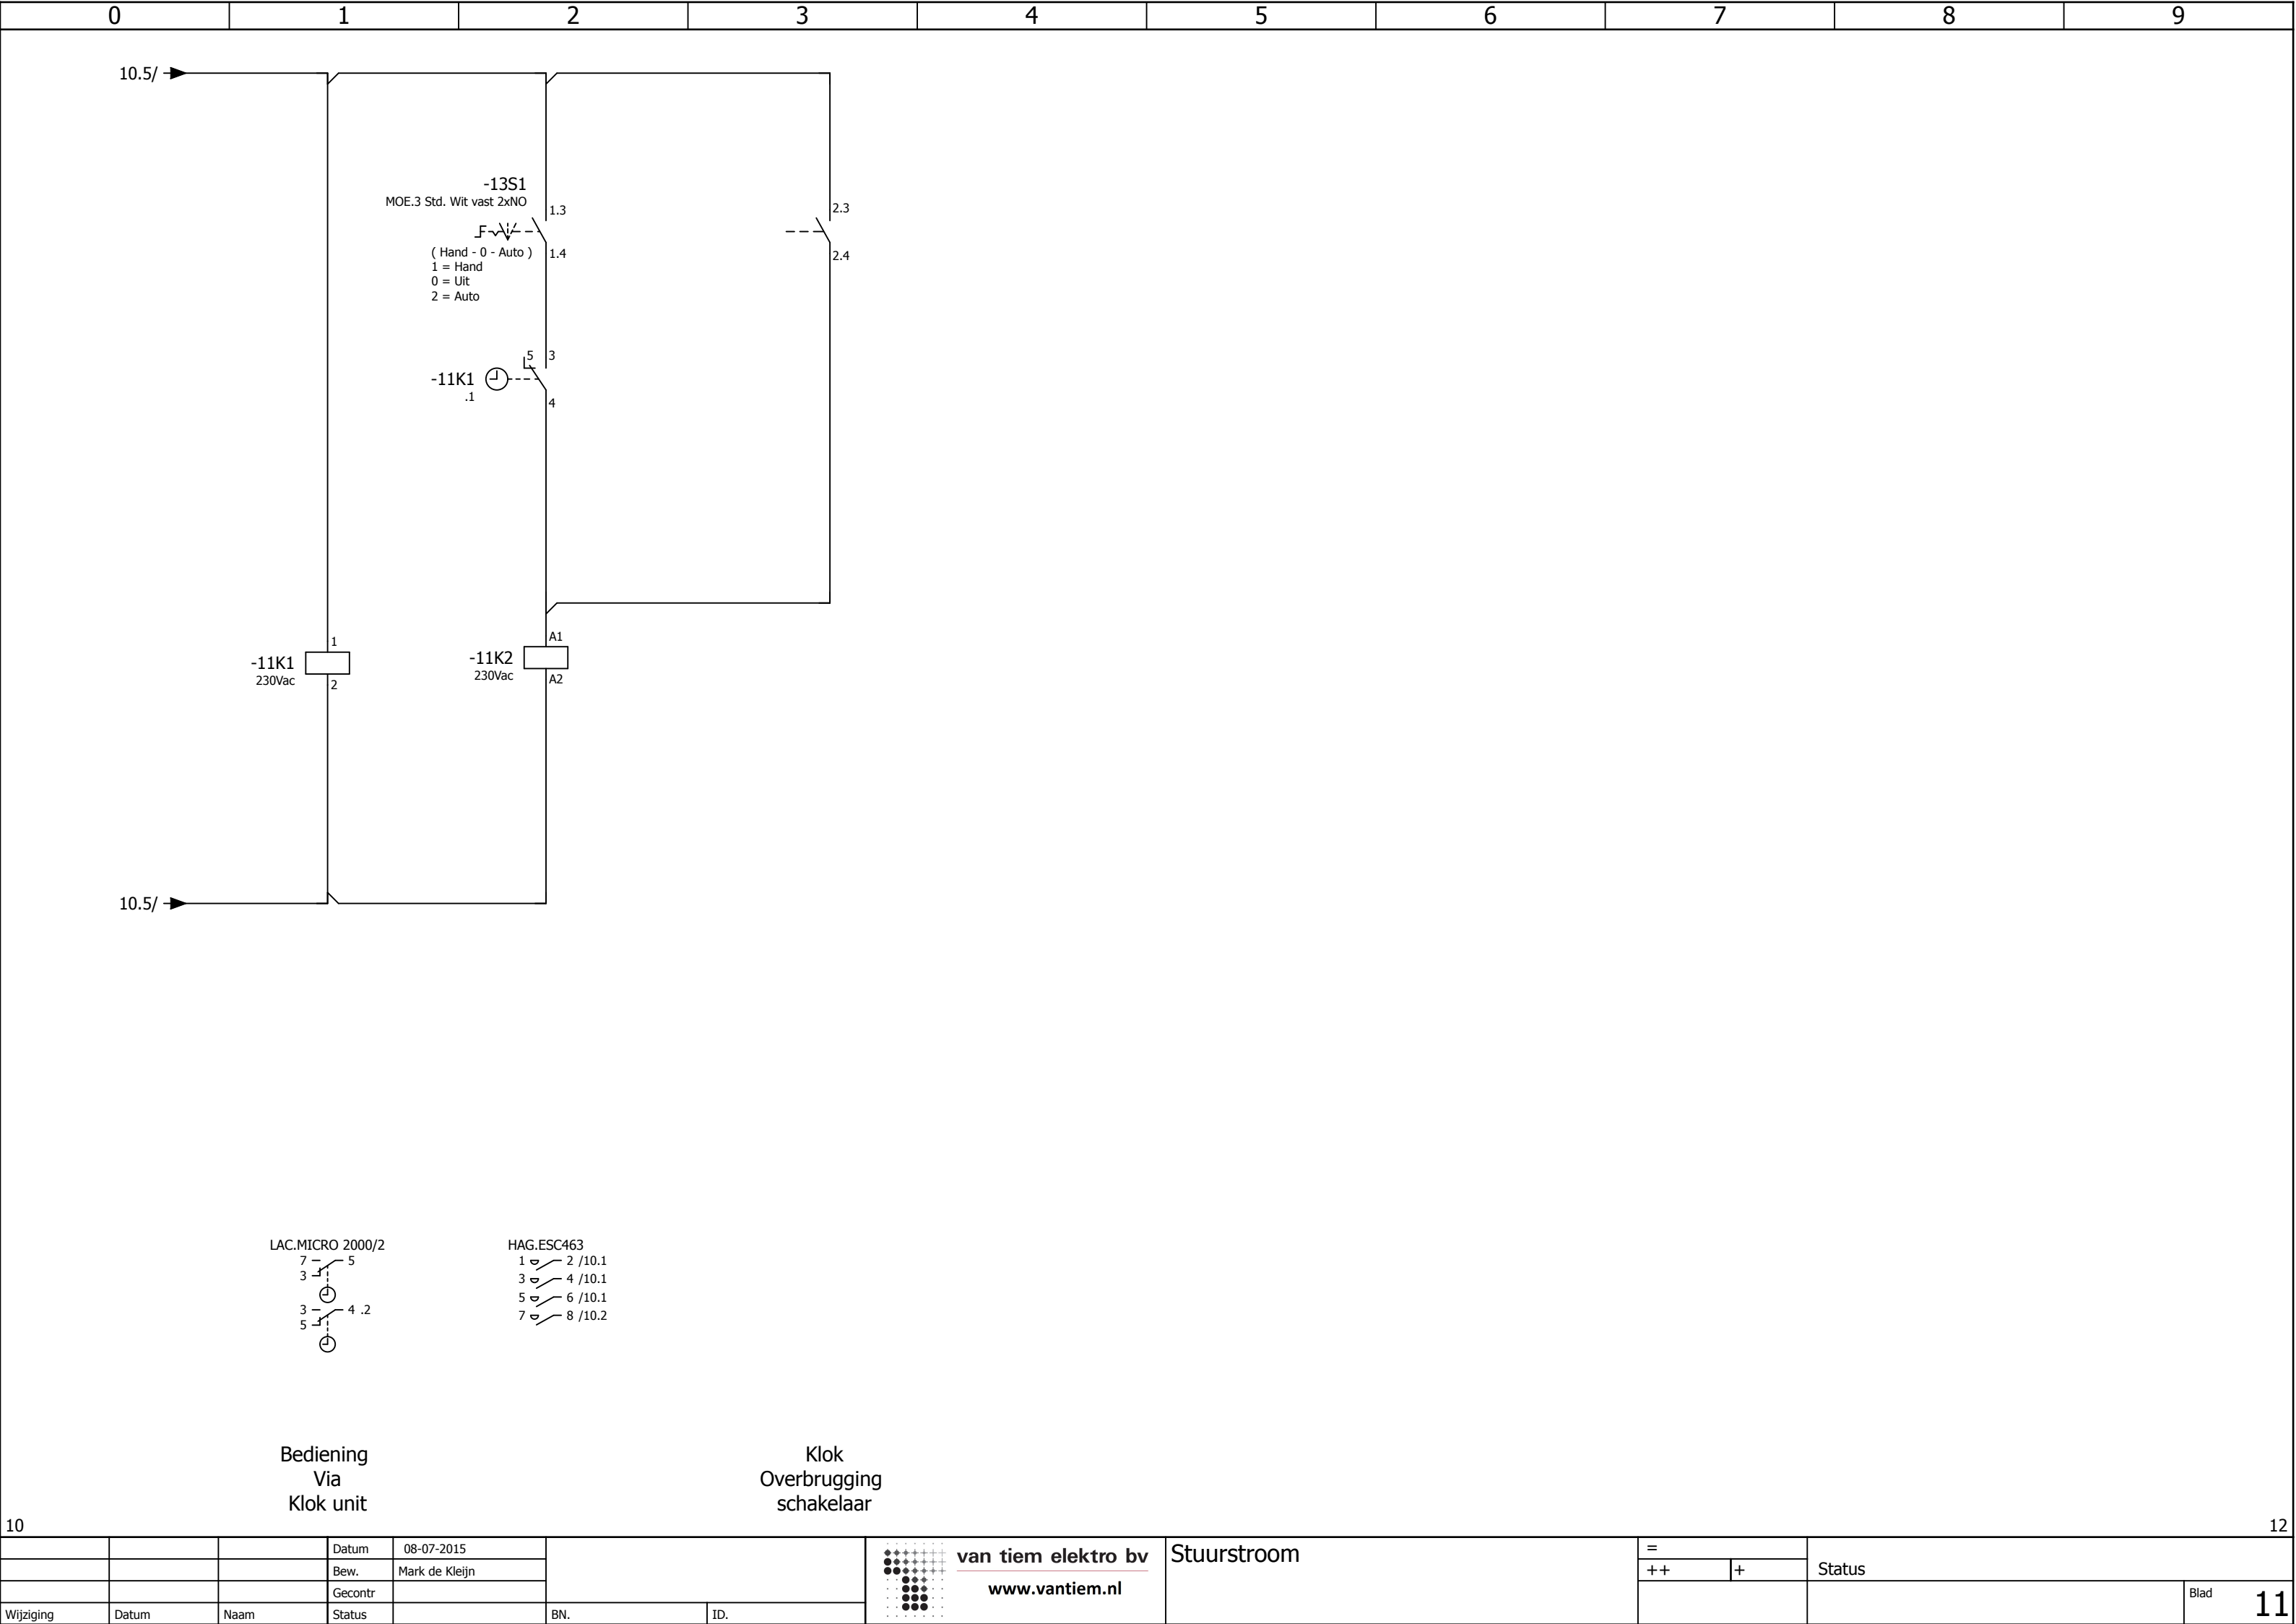 0 1 2 3 4 5 6 7 8 9
10.5/
-13S1
MOE.3 Std. Wit vast 2xNO
1.3
( Hand - 0 - Auto )
1.4
1 = Hand
0 = Uit
2 = Auto
2.3
2.4
5 3
-11K1
.1
4
1
-11K1
230Vac
2
A1
-11K2
230Vac
A2
10.5/
LAC.MICRO 2000/2
7 5
3
3 4 .2
5
HAG.ESC463
1 2 /10.1
3 4 /10.1
5 6 /10.1
7 8 /10.2
Bediening
Via
Klok unit
Klok
Overbrugging
schakelaar
10
12
Datum 08-07-2015
Bew. Mark de Kleijn
Gecontr
Wijziging Datum Naam Status BN. ID.
van tiem elektro bv
www.vantiem.nl
Stuurstroom
=
++ +
Status
Blad 11